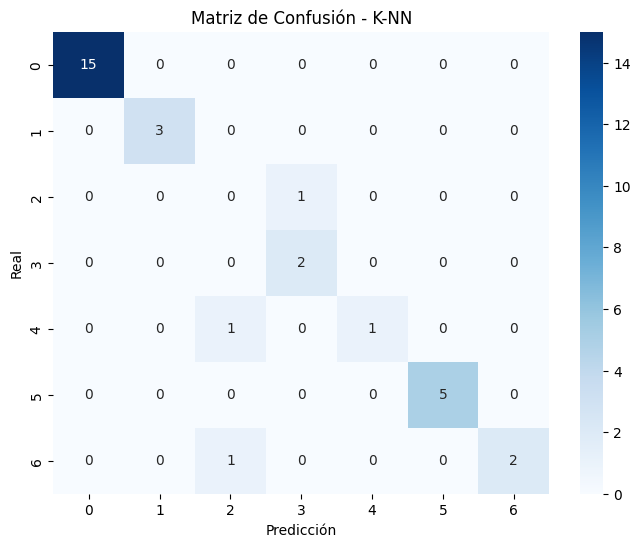 Matriz de Confusión - K-NN
0 15 0 0 0 0 0 0
1 0 3 0 0 0 0 0
2 0 0 0 1 0 0 0
3 0 0 0 2 0 0 0
4 0 0 1 0 1 0 0
5 0 0 0 0 0 5 0
6 0 0 1 0 0 0 2
0 1 2 3 4 5 6
Real
Predicción
14
12
10
8
6
4
2
0